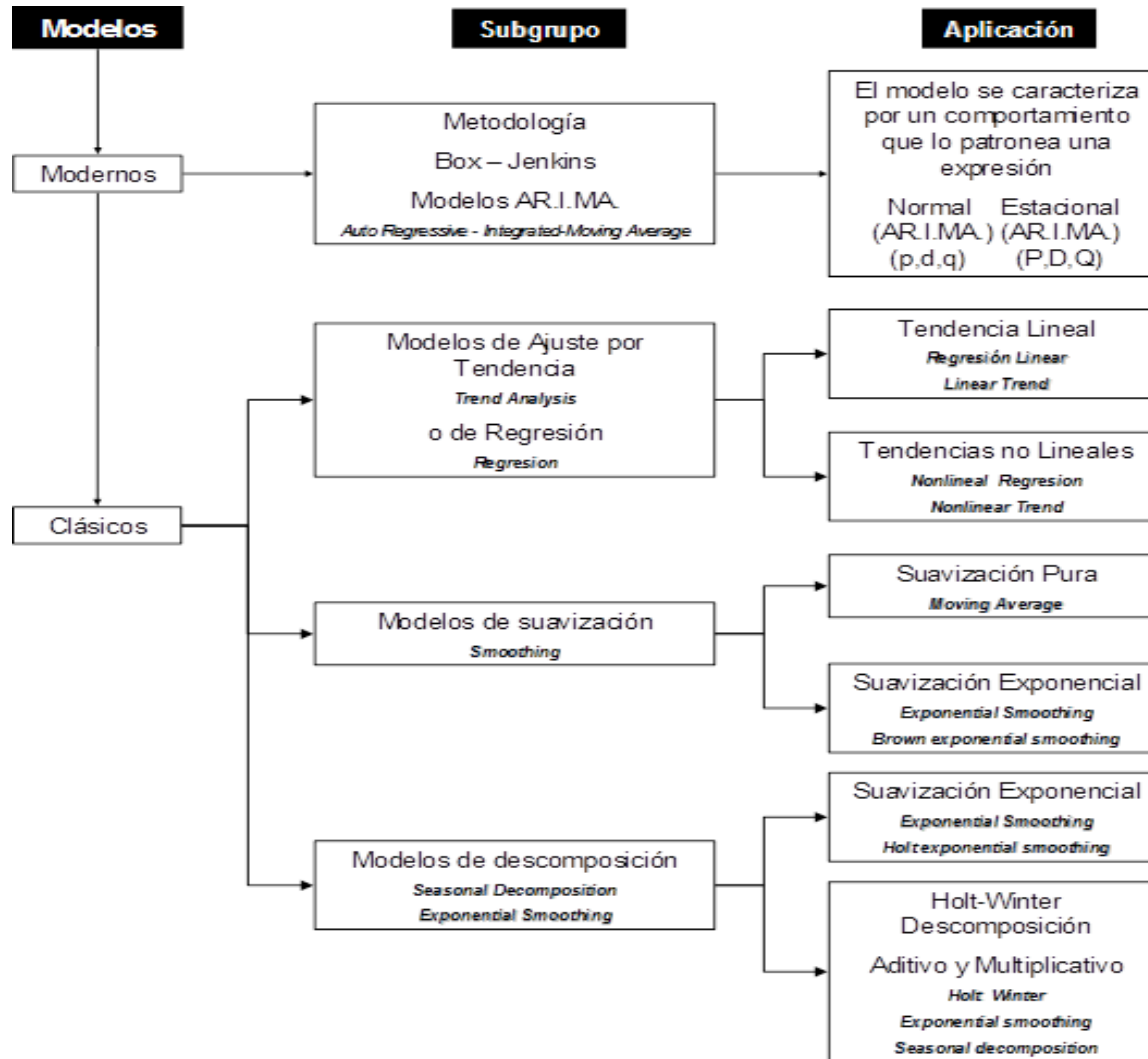 Modelos
Subgrupo
Aplicación
Modernos
Metodología
Box – Jenkins
Modelos AR.I.MA.
Auto Regressive - Integrated-Moving Average
El modelo se caracteriza
por un comportamiento
que lo patronea una
expresión
Normal Estacional
(AR.I.MA.) (AR.I.MA.)
(p,d,q) (P,D,Q)
Clásicos
Modelos de Ajuste por
Tendencia
Trend Analysis
o de Regresión
Regresion
Tendencia Lineal
Regresión Linear
Linear Trend
Tendencias no Lineales
Nonlineal Regresion
Nonlinear Trend
Modelos de suavización
Smoothing
Suavización Pura
Moving Average
Suavización Exponencial
Exponential Smoothing
Brown exponential smoothing
Modelos de descomposición
Seasonal Decomposition
Exponential Smoothing
Suavización Exponencial
Exponential Smoothing
Holt exponential smoothing
Holt-Winter
Descomposición
Aditivo y Multiplicativo
Holt Winter
Exponential smoothing
Seasonal decomposition